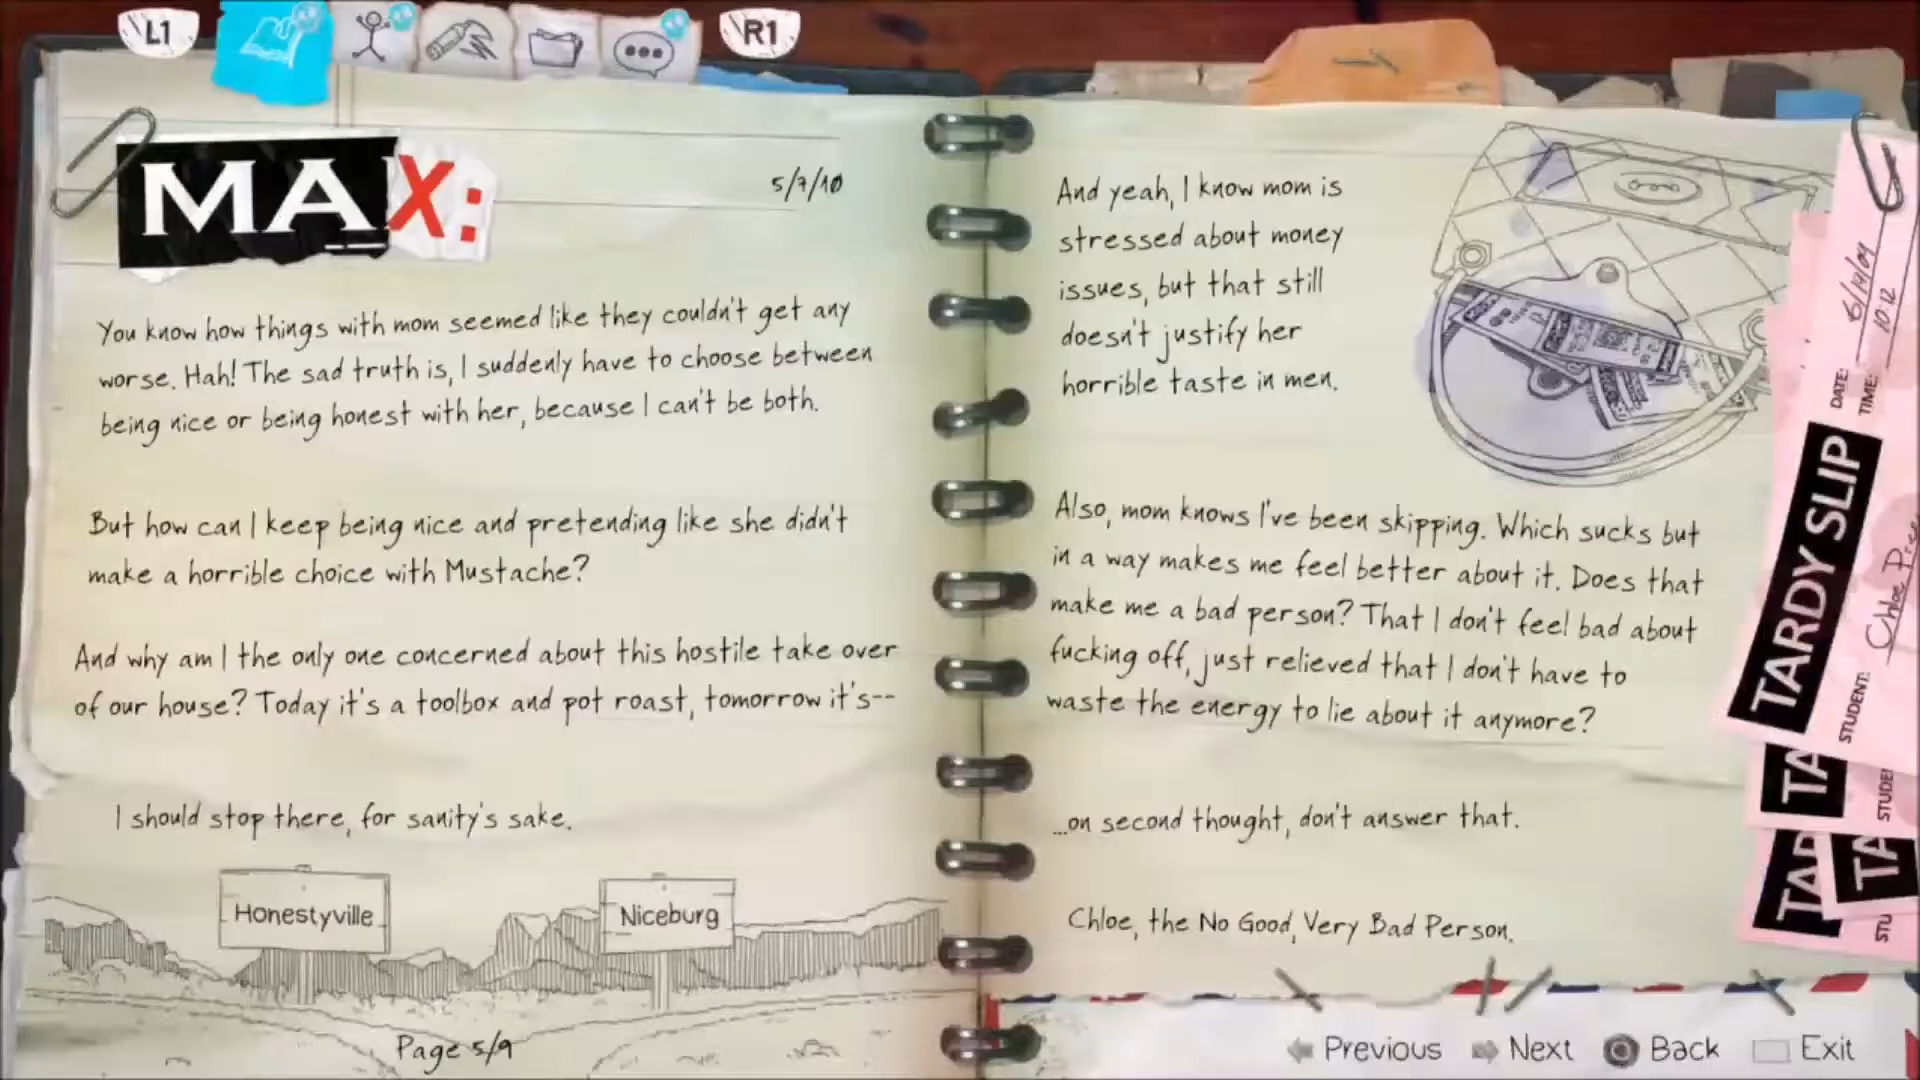 L1
R1
MAX:
5/7/10
You know how things with mom seemed like they couldn't get any
worse. Hah! The sad truth is, I suddenly have to choose between
being nice or being honest with her, because I can't be both.
But how can I keep being nice and pretending like she didn't
make a horrible choice with Mustache?
And why am I the only one concerned about this hostile take over
of our house? Today it's a toolbox and pot roast, tomorrow it's--
I should stop there, for sanity's sake.
Honestyville
Niceburg
Page 5/9
And yeah, I know mom is
stressed about money
issues, but that still
doesn't justify her
horrible taste in men.
Also, mom knows I've been skipping. Which sucks but
in a way makes me feel better about it. Does that
make me a bad person? That I don't feel bad about
fucking off, just relieved that I don't have to
waste the energy to lie about it anymore?
...on second thought, don't answer that.
Chloe, the No Good, Very Bad Person.
TARDY SLIP
DATE:
TIME: 10:12
STUDENT: Chloe
TA
STUDE
TAR
STU
TA
Previous
Next
Back
Exit